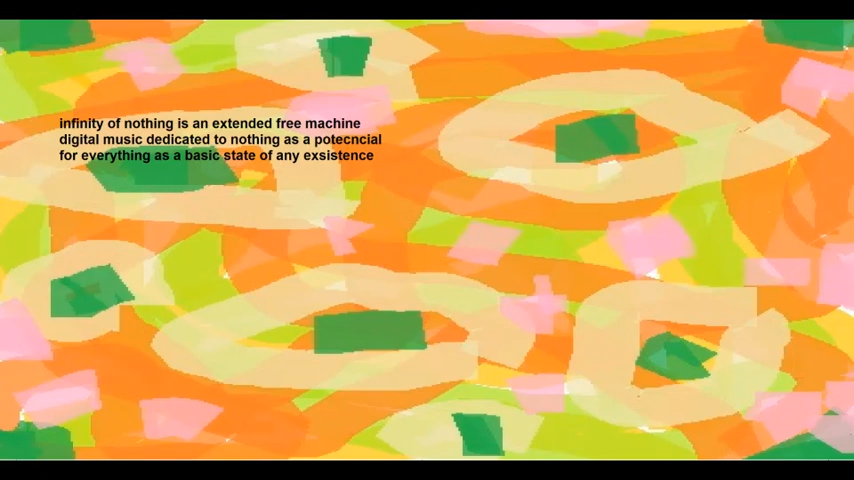 infinity of nothing is an extended free machine
digital music dedicated to nothing as a potecncial
for everything as a basic state of any exsistence